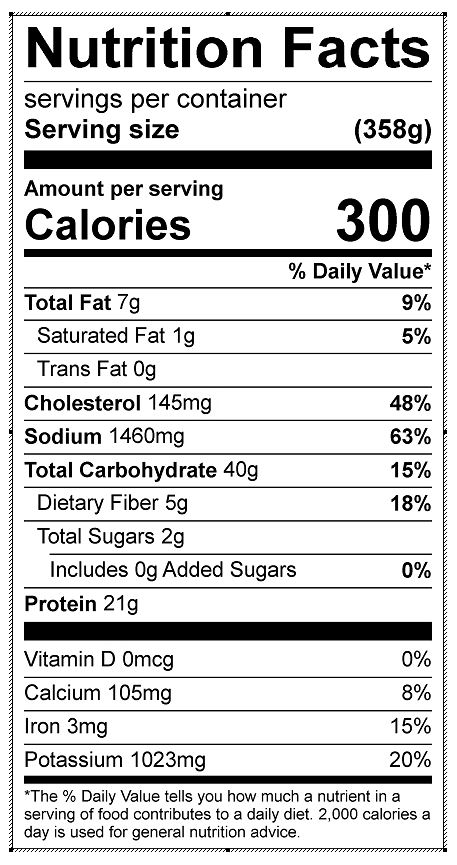 Nutrition Facts
servings per container
Serving size (358g)
Amount per serving
Calories 300
% Daily Value*
Total Fat 7g 9%
Saturated Fat 1g 5%
Trans Fat 0g
Cholesterol 145mg 48%
Sodium 1460mg 63%
Total Carbohydrate 40g 15%
Dietary Fiber 5g 18%
Total Sugars 2g
Includes 0g Added Sugars 0%
Protein 21g
Vitamin D 0mcg 0%
Calcium 105mg 8%
Iron 3mg 15%
Potassium 1023mg 20%
*The % Daily Value tells you how much a nutrient in a
serving of food contributes to a daily diet. 2,000 calories a
day is used for general nutrition advice.